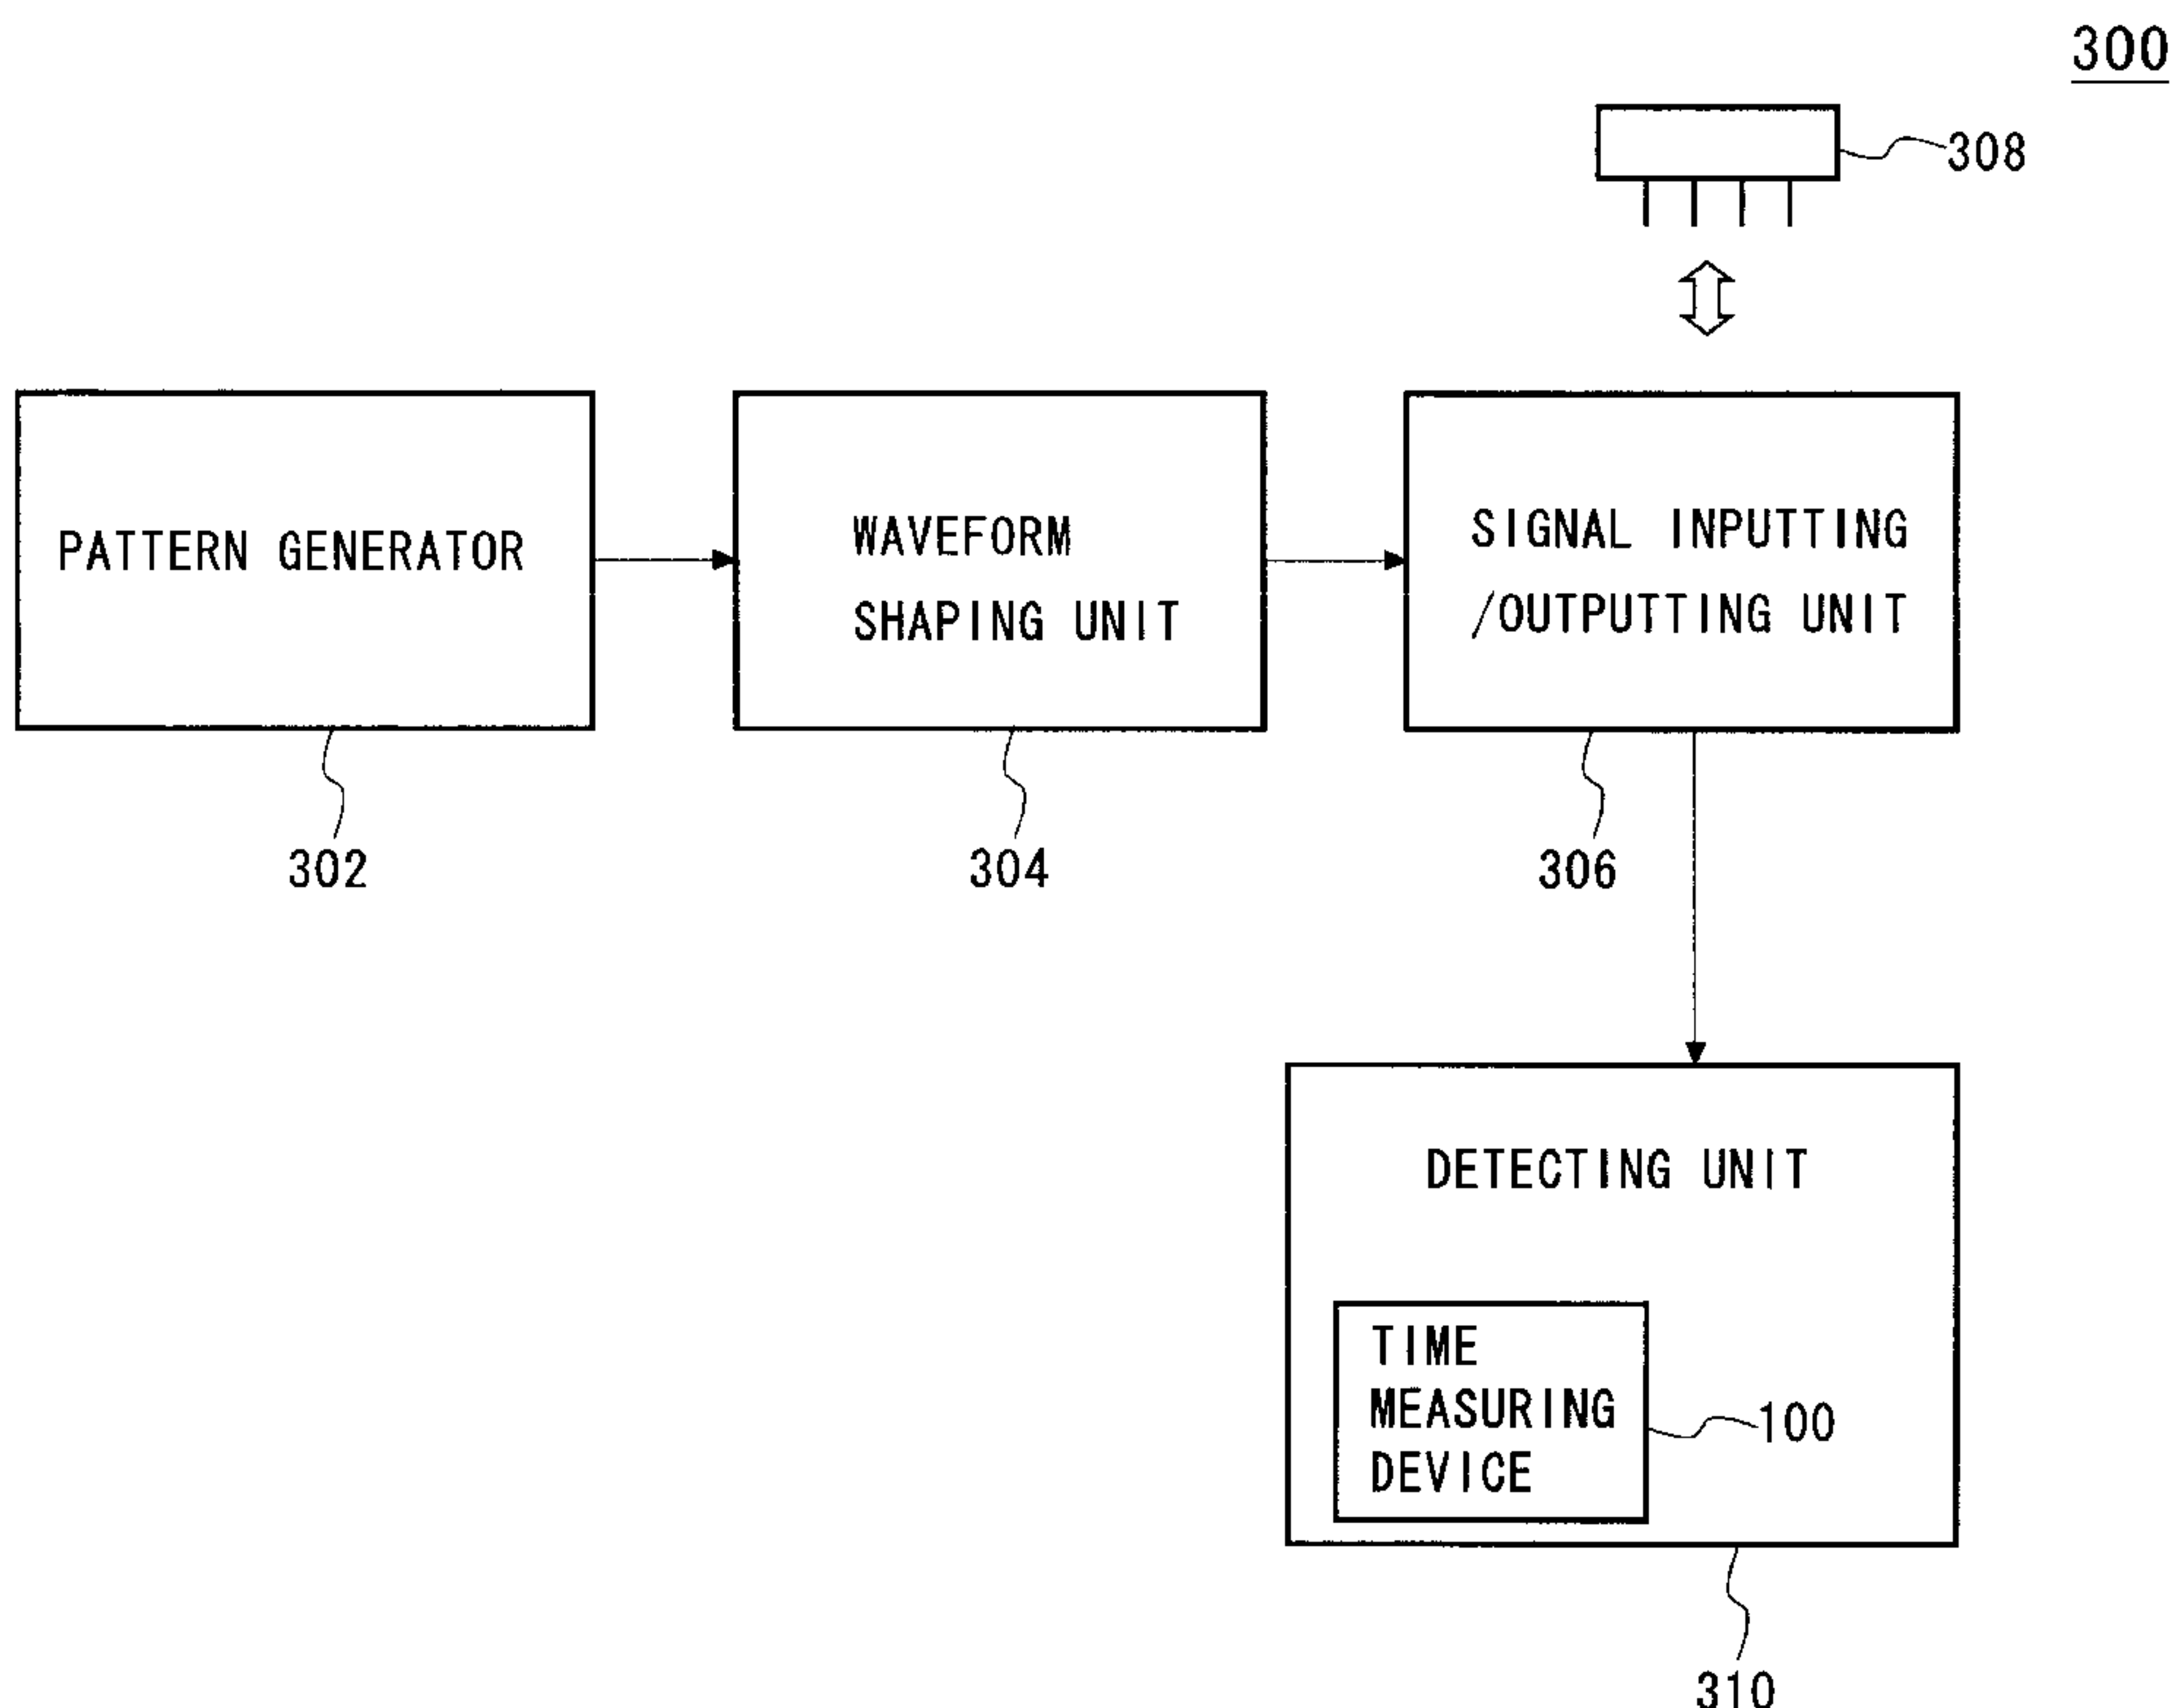 300
308
PATTERN GENERATOR
WAVEFORM
SHAPING UNIT
SIGNAL INPUTTING
/OUTPUTTING UNIT
302
304
306
DETECTING UNIT
TIME
MEASURING
DEVICE
100
310